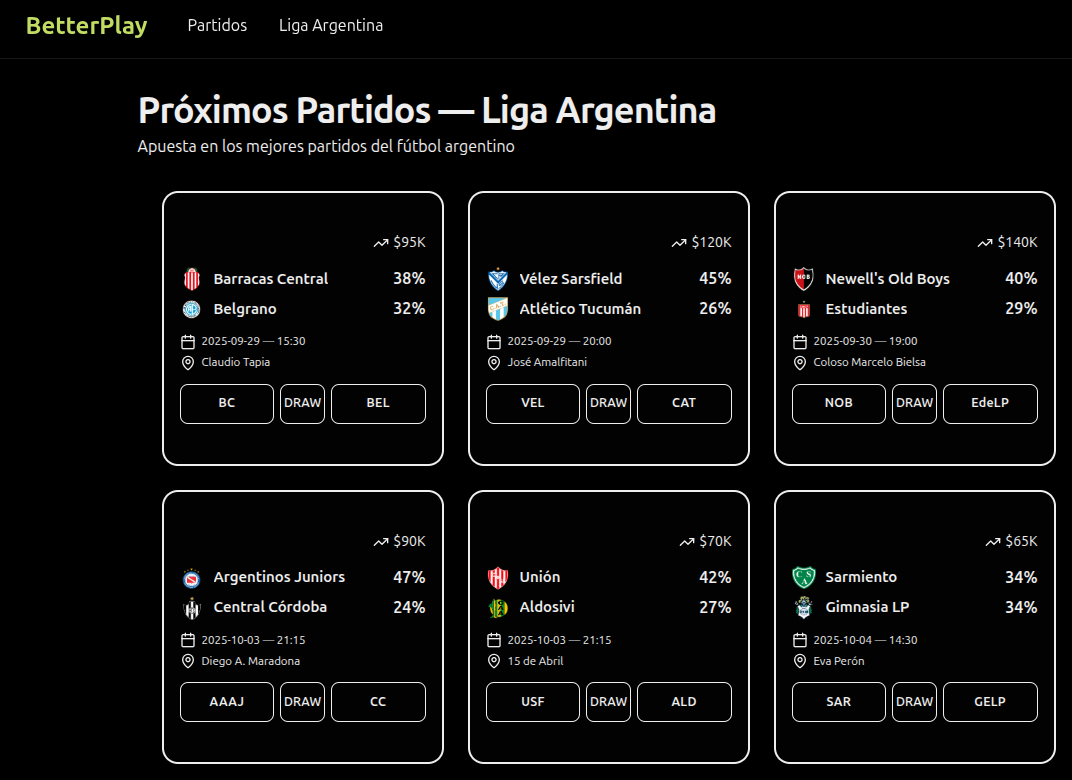 BetterPlay Partidos Liga Argentina
Próximos Partidos — Liga Argentina
Apuesta en los mejores partidos del fútbol argentino
$95K
Barracas Central 38%
Belgrano 32%
2025-09-29 — 15:30
Claudio Tapia
BC DRAW BEL
$120K
Vélez Sarsfield 45%
Atlético Tucumán 26%
2025-09-29 — 20:00
José Amalfitani
VEL DRAW CAT
$140K
Newell's Old Boys 40%
Estudiantes 29%
2025-09-30 — 19:00
Coloso Marcelo Bielsa
NOB DRAW EdeLP
$90K
Argentinos Juniors 47%
Central Córdoba 24%
2025-10-03 — 21:15
Diego A. Maradona
AAAJ DRAW CC
$70K
Unión 42%
Aldosivi 27%
2025-10-03 — 21:15
15 de Abril
USF DRAW ALD
$65K
Sarmiento 34%
Gimnasia LP 34%
2025-10-04 — 14:30
Eva Perón
SAR DRAW GELP